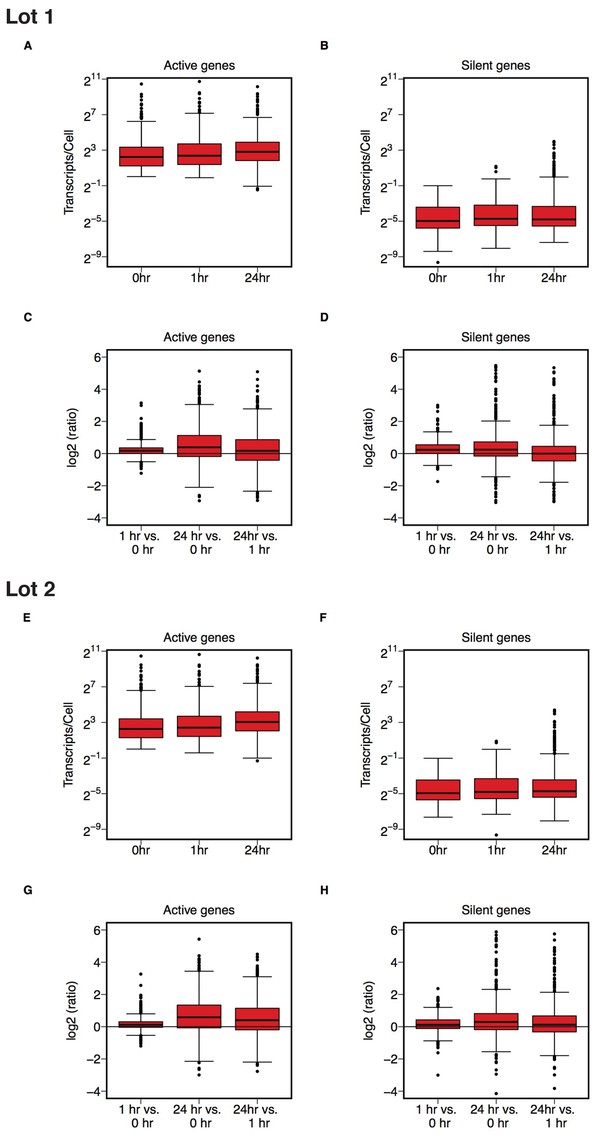 Lot 1
A
B
Active genes
Silent genes
Transcripts/Cell
2^11
2^7
2^3
2^−1
2^−5
2^−9
0hr 1hr 24hr
Transcripts/Cell
2^11
2^7
2^3
2^−1
2^−5
2^−9
0hr 1hr 24hr
C
D
Active genes
Silent genes
log2 (ratio)
6
4
2
0
−2
−4
1 hr vs. 24 hr vs. 24hr vs.
0 hr 0 hr 1 hr
log2 (ratio)
6
4
2
0
−2
−4
1 hr vs. 24 hr vs. 24hr vs.
0 hr 0 hr 1 hr
Lot 2
E
F
Active genes
Silent genes
Transcripts/Cell
2^11
2^7
2^3
2^−1
2^−5
2^−9
0hr 1hr 24hr
Transcripts/Cell
2^11
2^7
2^3
2^−1
2^−5
2^−9
0hr 1hr 24hr
G
H
Active genes
Silent genes
log2 (ratio)
6
4
2
0
−2
−4
1 hr vs. 24 hr vs. 24hr vs.
0 hr 0 hr 1 hr
log2 (ratio)
6
4
2
0
−2
−4
1 hr vs. 24 hr vs. 24hr vs.
0 hr 0 hr 1 hr